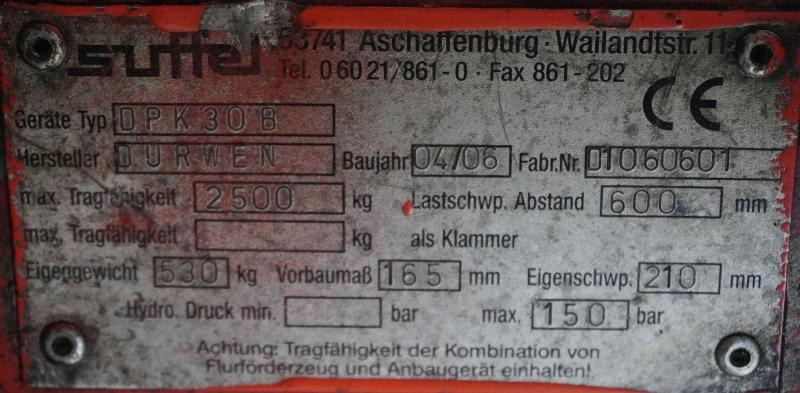 suffel 63741 Aschaffenburg · Wailandtstr. 11
Tel. 0 60 21/861-0 · Fax 861-202
CE
Geräte Typ DPK30B
Hersteller DURWEN Baujahr 04/06 Fabr.Nr. D1060601
max. Tragfähigkeit 2500 kg Lastschwp. Abstand 600 mm
max. Tragfähigkeit kg als Klammer
Eigengewicht 530 kg Vorbaumaß 165 mm Eigenschwp. 210 mm
Hydro. Druck min. bar max. 150 bar
Achtung: Tragfähigkeit der Kombination von
Flurförderzeug und Anbaugerät einhalten!